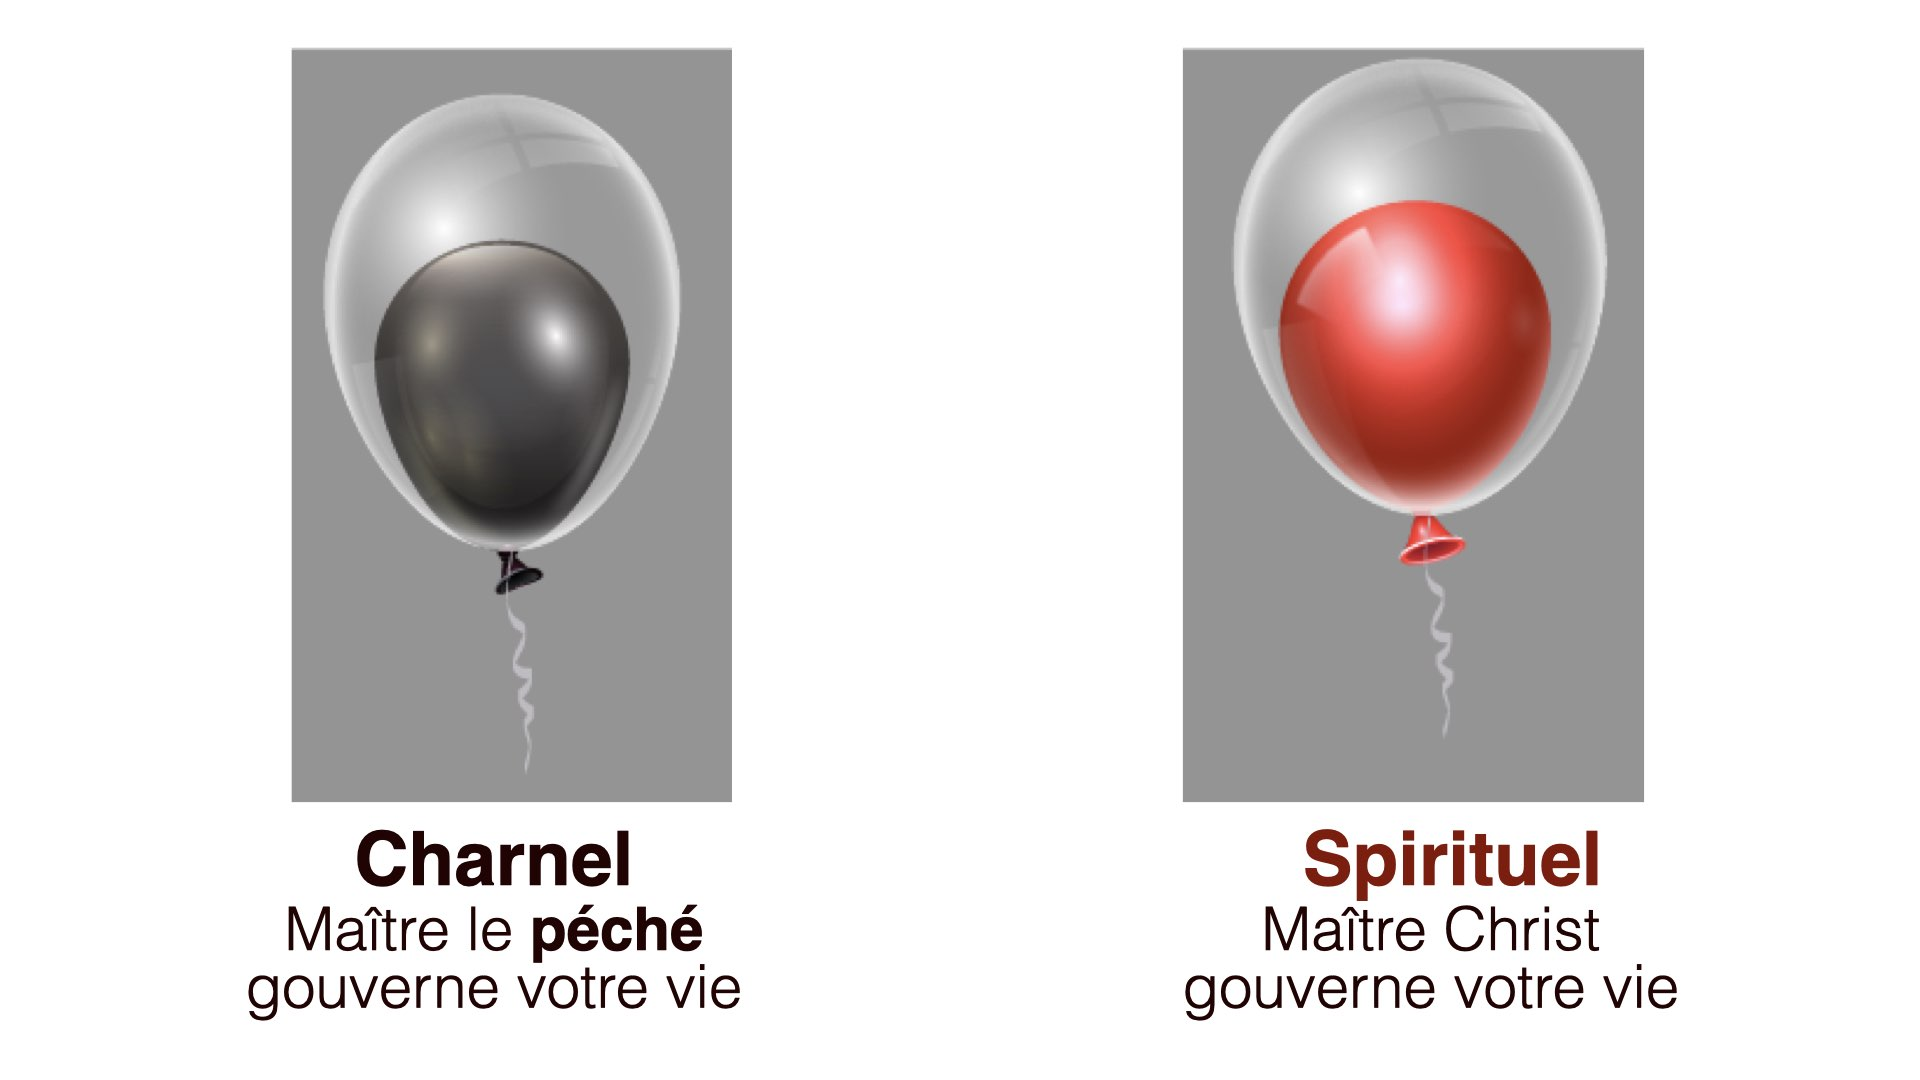 Charnel
Maître le péché
gouverne votre vie
Spirituel
Maître Christ
gouverne votre vie